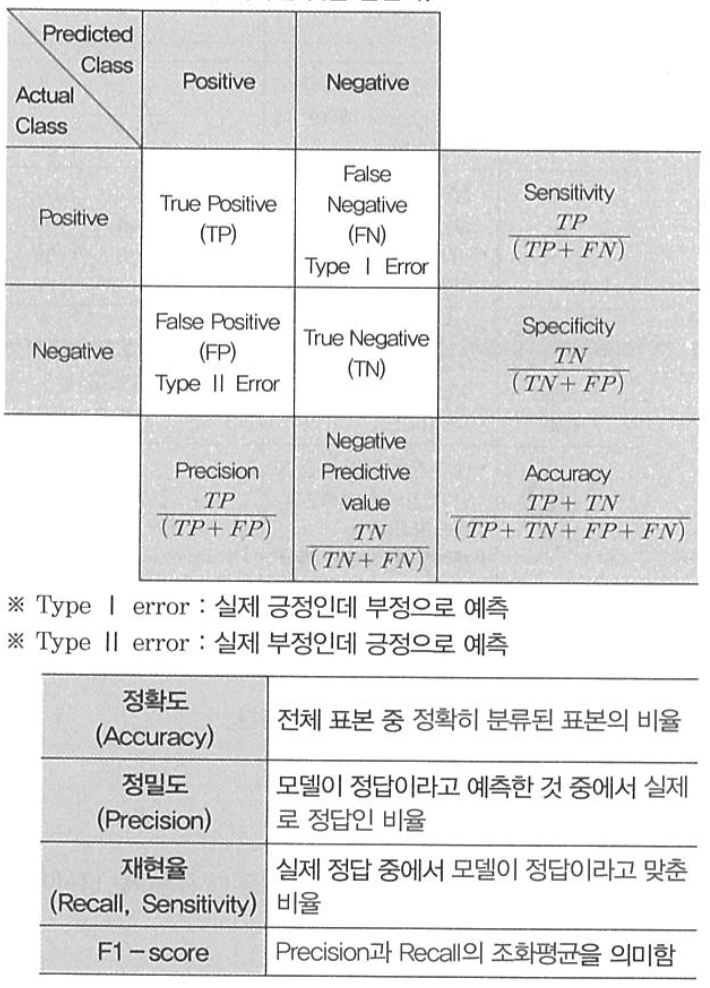 Predicted
Class
Actual
Class
Positive
Negative
Positive
True Positive
(TP)
False
Negative
(FN)
Type Ⅰ Error
Sensitivity
TP
(TP+FN)
Negative
False Positive
(FP)
Type Ⅱ Error
True Negative
(TN)
Specificity
TN
(TN+FP)
Precision
TP
(TP+FP)
Negative
Predictive
value
TN
(TN+FN)
Accuracy
TP+TN
(TP+TN+FP+FN)
※ Type Ⅰ error : 실제 긍정인데 부정으로 예측
※ Type Ⅱ error : 실제 부정인데 긍정으로 예측
정확도
(Accuracy)
전체 표본 중 정확히 분류된 표본의 비율
정밀도
(Precision)
모델이 정답이라고 예측한 것 중에서 실제
로 정답인 비율
재현율
(Recall, Sensitivity)
실제 정답 중에서 모델이 정답이라고 맞춘
비율
F1-score
Precision과 Recall의 조화평균을 의미함